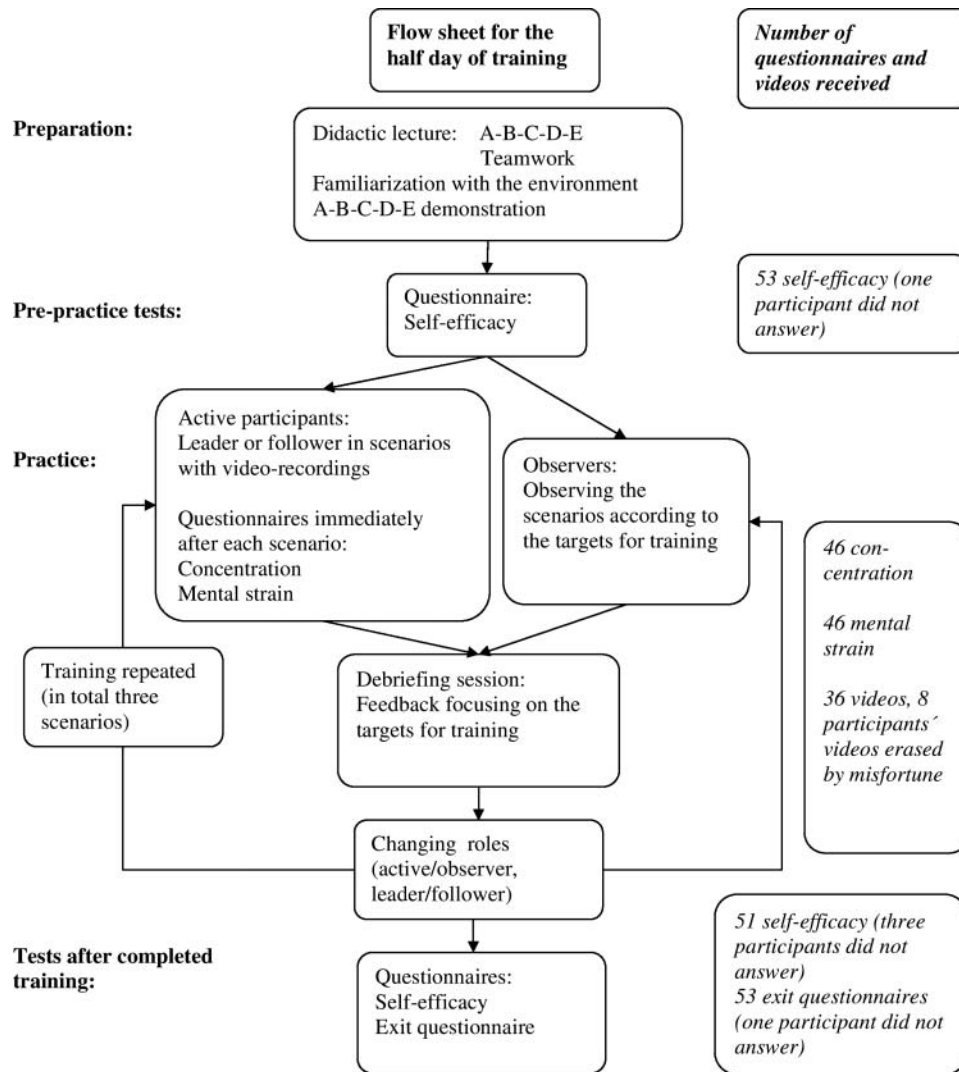 Flow sheet for the
half day of training
Number of
questionnaires and
videos received
Preparation:
Didactic lecture: A-B-C-D-E
Teamwork
Familiarization with the environment
A-B-C-D-E demonstration
Pre-practice tests:
Questionnaire:
Self-efficacy
53 self-efficacy (one
participant did not
answer)
Practice:
Active participants:
Leader or follower in scenarios
with video-recordings
Questionnaires immediately
after each scenario:
Concentration
Mental strain
Observers:
Observing the
scenarios according to
the targets for training
46 con-
centration
46 mental
strain
36 videos, 8
participants´
videos erased
by misfortune
Training repeated
(in total three
scenarios)
Debriefing session:
Feedback focusing on the
targets for training
Changing roles
(active/observer,
leader/follower)
Tests after completed
training:
Questionnaires:
Self-efficacy
Exit questionnaire
51 self-efficacy (three
participants did not
answer)
53 exit questionnaires
(one participant did not
answer)